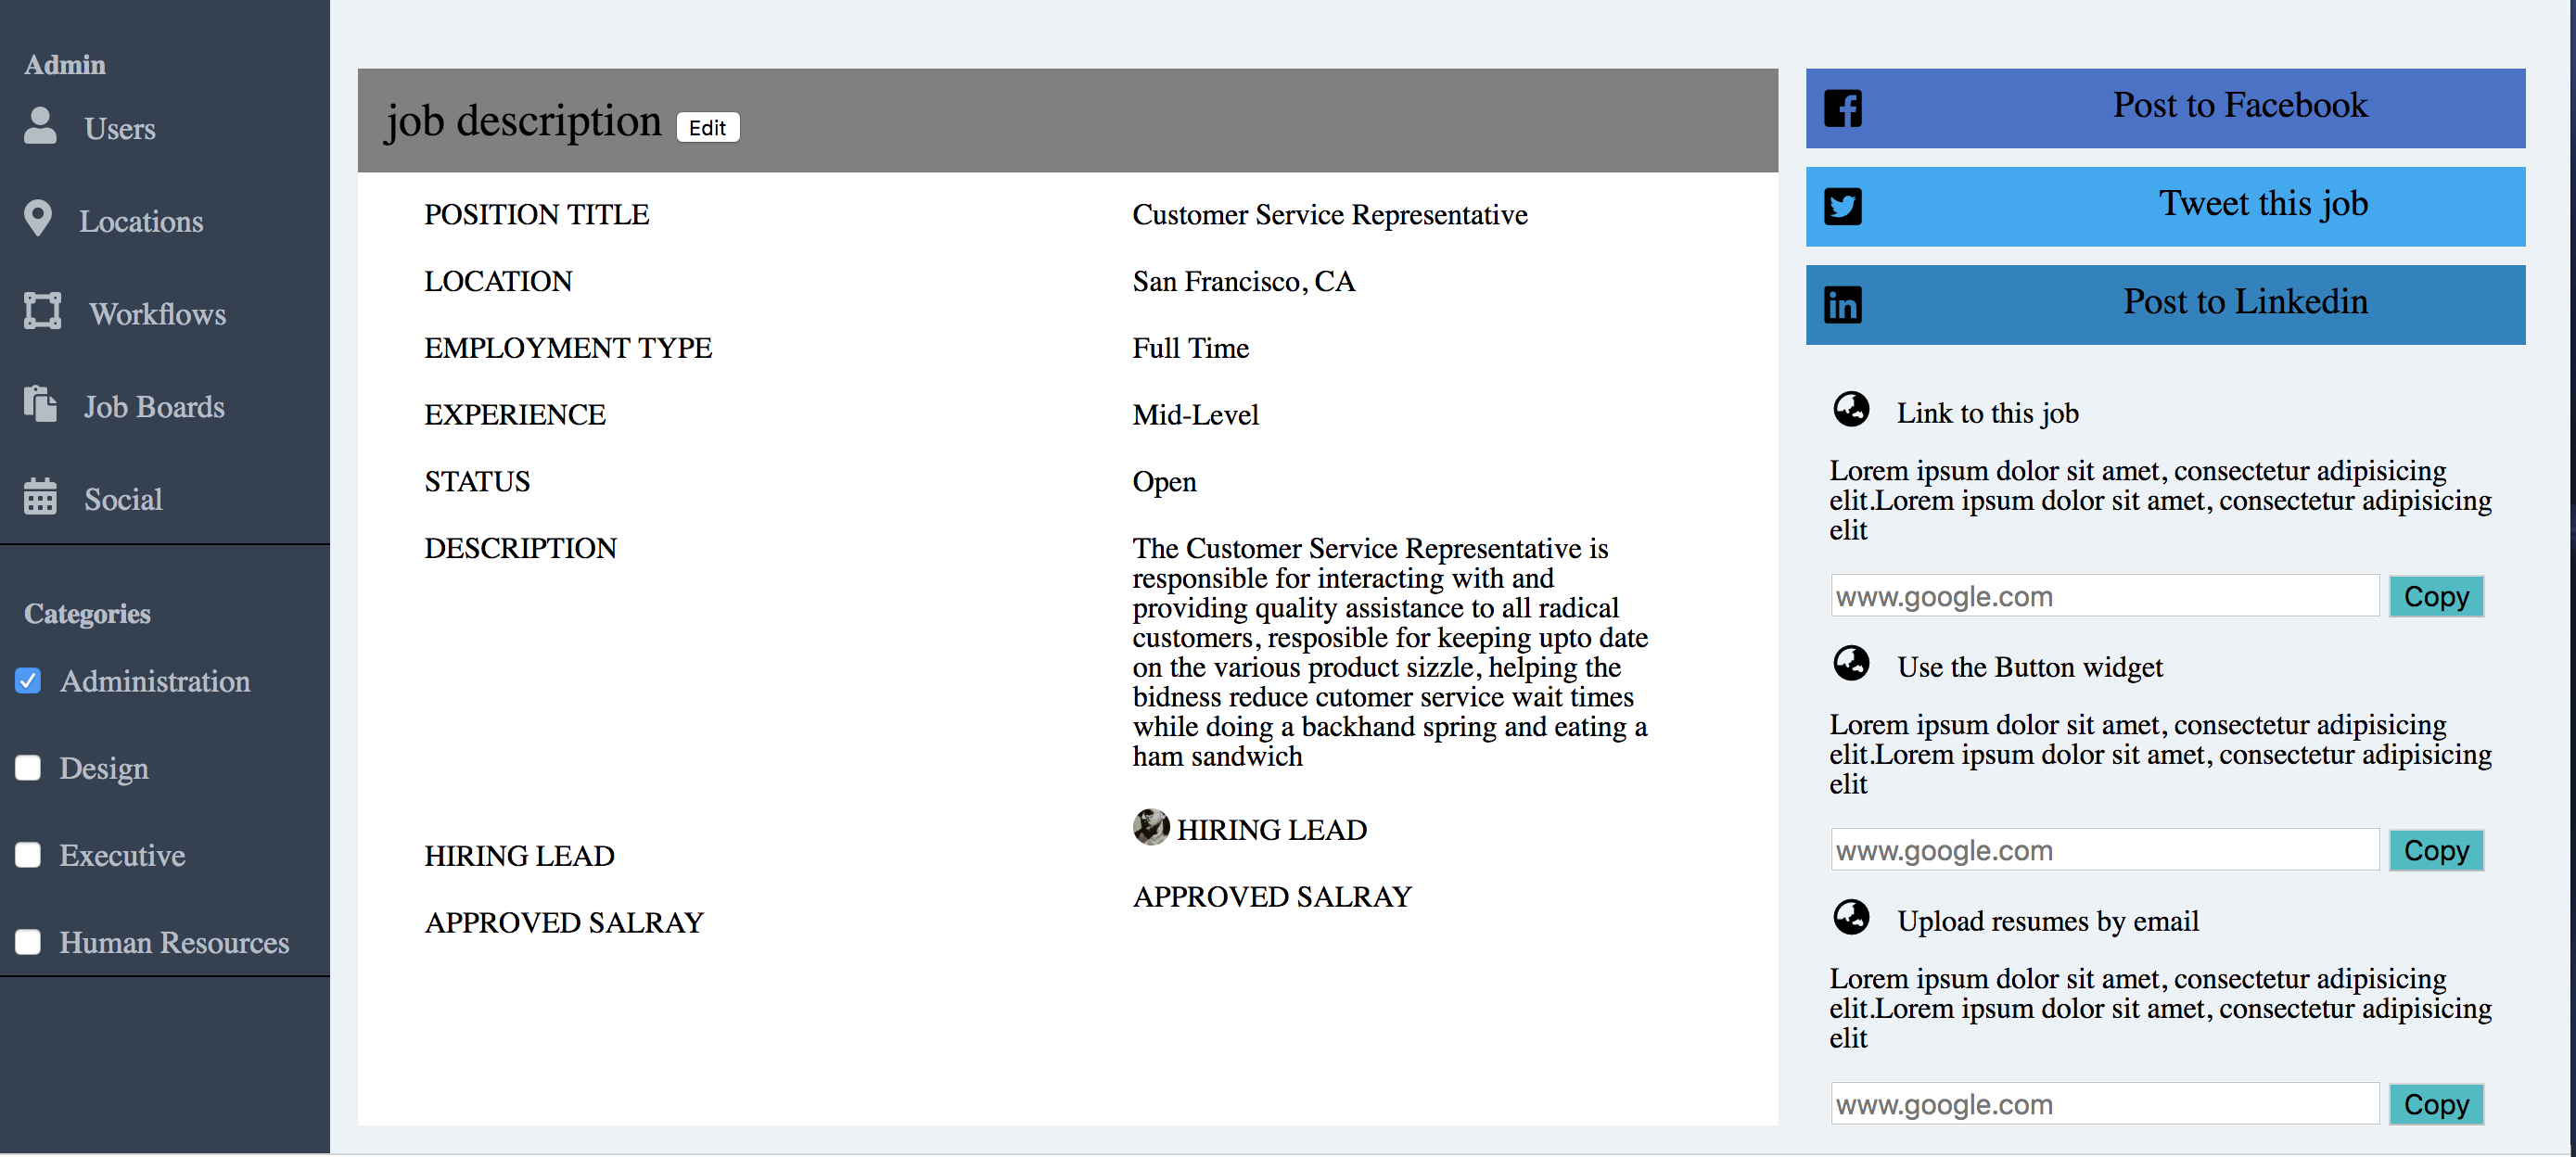 Admin
Users
Locations
Workflows
Job Boards
Social
Categories
Administration
Design
Executive
Human Resources
job description Edit
POSITION TITLE
Customer Service Representative
LOCATION
San Francisco, CA
EMPLOYMENT TYPE
Full Time
EXPERIENCE
Mid-Level
STATUS
Open
DESCRIPTION
The Customer Service Representative is
responsible for interacting with and
providing quality assistance to all radical
customers, resposible for keeping upto date
on the various product sizzle, helping the
bidness reduce cutomer service wait times
while doing a backhand spring and eating a
ham sandwich
HIRING LEAD
HIRING LEAD
APPROVED SALRAY
APPROVED SALRAY
Post to Facebook
Tweet this job
Post to Linkedin
Link to this job
Lorem ipsum dolor sit amet, consectetur adipisicing
elit.Lorem ipsum dolor sit amet, consectetur adipisicing
elit
www.google.com Copy
Use the Button widget
Lorem ipsum dolor sit amet, consectetur adipisicing
elit.Lorem ipsum dolor sit amet, consectetur adipisicing
elit
www.google.com Copy
Upload resumes by email
Lorem ipsum dolor sit amet, consectetur adipisicing
elit.Lorem ipsum dolor sit amet, consectetur adipisicing
elit
www.google.com Copy